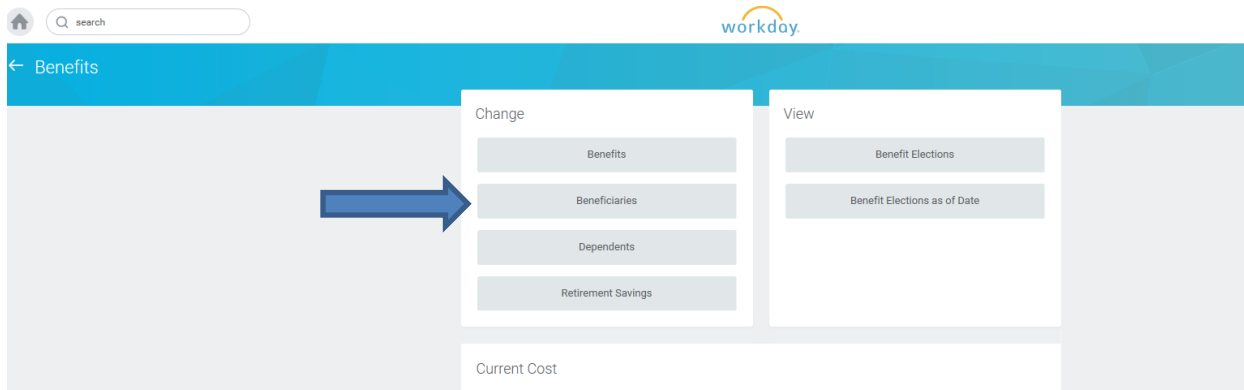 search
workday.
Benefits
Change
Benefits
Beneficiaries
Dependents
Retirement Savings
View
Benefit Elections
Benefit Elections as of Date
Current Cost